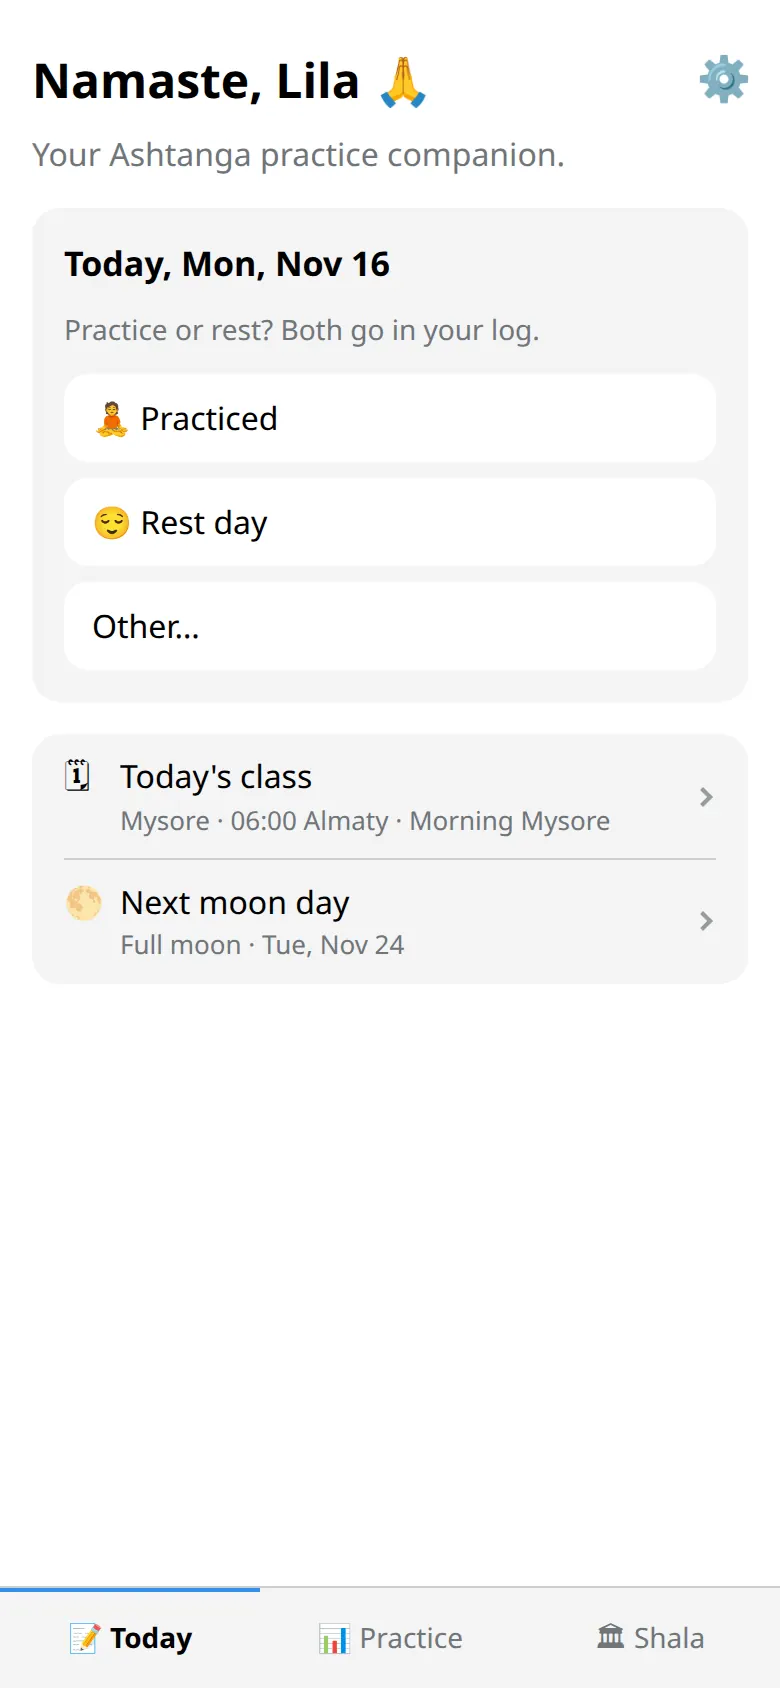 Namaste, Lila 🙏
Your Ashtanga practice companion.
Today, Mon, Nov 16
Practice or rest? Both go in your log.
🧘 Practiced
😌 Rest day
Other...
Today's class
Mysore · 06:00 Almaty · Morning Mysore
Next moon day
Full moon · Tue, Nov 24
📝 Today
📊 Practice
🏛 Shala